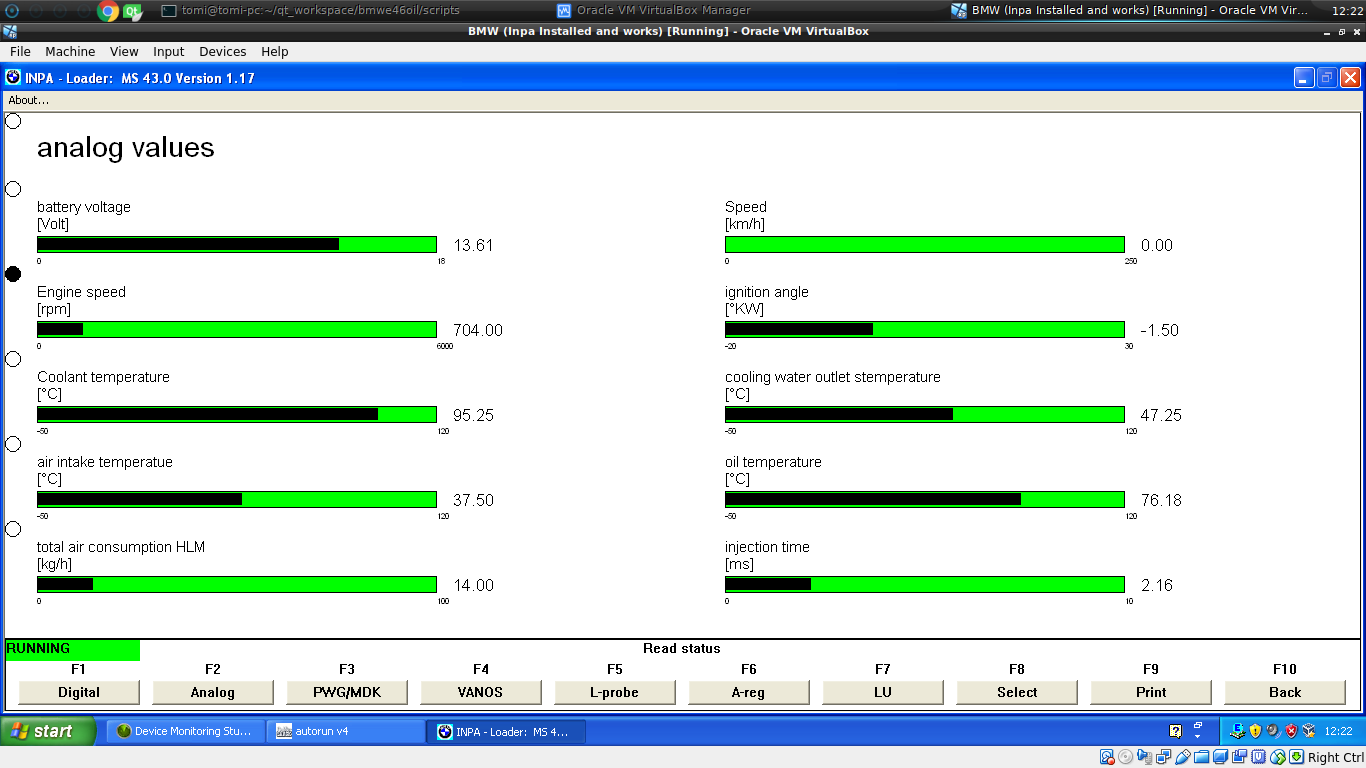 tomi@tomi-pc:~/qt_workspace/bmwe46oil/scripts
Oracle VM VirtualBox Manager
BMW (Inpa Installed and works) [Running] - Oracle VM Vir...
12:22
BMW (Inpa Installed and works) [Running] - Oracle VM VirtualBox
File Machine View Input Devices Help
INPA - Loader: MS 43.0 Version 1.17
About...
analog values
battery voltage
[Volt]
13.61
0 18
Speed
[km/h]
0.00
0 250
Engine speed
[rpm]
704.00
0 6000
ignition angle
[°KW]
-1.50
-20 30
Coolant temperature
[°C]
95.25
-50 120
cooling water outlet stemperature
[°C]
47.25
-50 120
air intake temperatue
[°C]
37.50
-50 120
oil temperature
[°C]
76.18
-50 120
total air consumption HLM
[kg/h]
14.00
0 100
injection time
[ms]
2.16
0 10
RUNNING
Read status
F1 F2 F3 F4 F5 F6 F7 F8 F9 F10
Digital Analog PWG/MDK VANOS L-probe A-reg LU Select Print Back
start
Device Monitoring Stu...
autorun v4
INPA - Loader: MS 4...
12:22
Right Ctrl